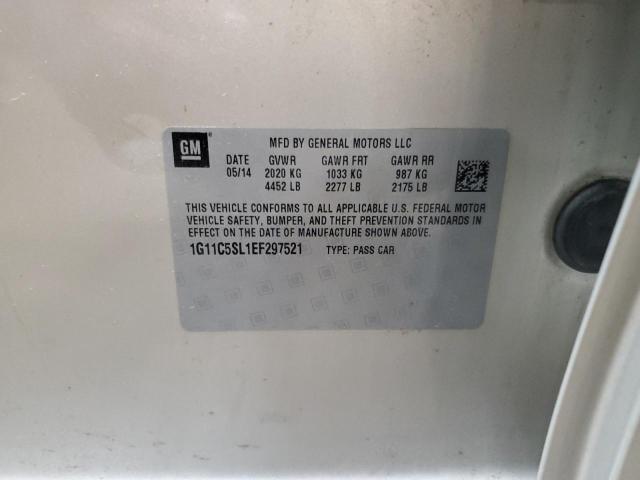 GM ® MFD BY GENERAL MOTORS LLC
DATE GVWR GAWR FRT GAWR RR
05/14 2020 KG 1033 KG 987 KG
4452 LB 2277 LB 2175 LB
THIS VEHICLE CONFORMS TO ALL APPLICABLE U.S. FEDERAL MOTOR
VEHICLE SAFETY, BUMPER, AND THEFT PREVENTION STANDARDS IN
EFFECT ON THE DATE OF MANUFACTURE SHOWN ABOVE.
1G11C5SL1EF297521 TYPE: PASS CAR